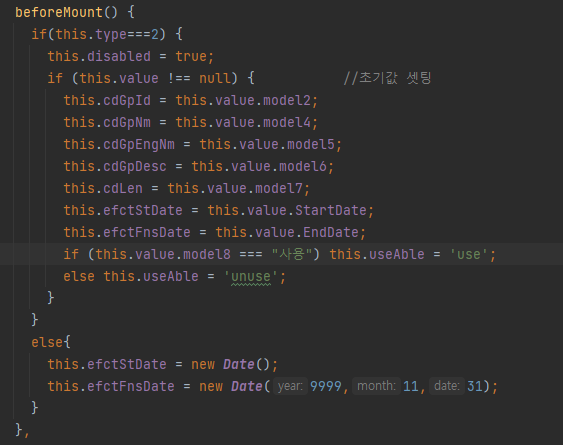 beforeMount() {
if(this.type===2) {
this.disabled = true;
if (this.value !== null) { //초기값 셋팅
this.cdGpId = this.value.model2;
this.cdGpNm = this.value.model4;
this.cdGpEngNm = this.value.model5;
this.cdGpDesc = this.value.model6;
this.cdLen = this.value.model7;
this.efctStDate = this.value.StartDate;
this.efctFnsDate = this.value.EndDate;
if (this.value.model8 === "사용") this.useAble = 'use';
else this.useAble = 'unuse';
}
}
else{
this.efctStDate = new Date();
this.efctFnsDate = new Date( year: 9999, month: 11, date: 31);
}
},